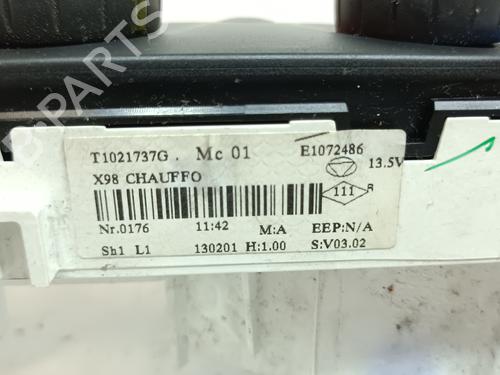 T1021737G . Mc 01 E1072486
X98 CHAUFFO 13.5V
111 R
Nr.0176 11:42 M:A EEP:N/A
Sh1 L1 130201 H:1.00 S:V03.02
B-PARTS